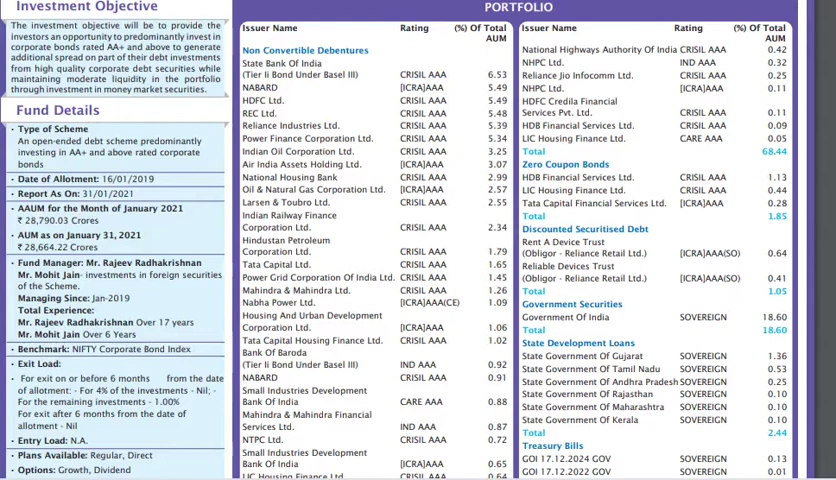 Investment Objective
The investment objective will be to provide the
investors an opportunity to predominantly invest in
corporate bonds rated AA+ and above to generate
additional spread on part of their debt investments
from high quality corporate debt securities while
maintaining moderate liquidity in the portfolio
through investment in money market securities.
Fund Details
· Type of Scheme
An open-ended debt scheme predominantly
investing in AA+ and above rated corporate
bonds
· Date of Allotment: 16/01/2019
· Report As On: 31/01/2021
· AAUM for the Month of January 2021
₹ 28,790.03 Crores
· AUM as on January 31, 2021
₹ 28,664.22 Crores
· Fund Manager: Mr. Rajeev Radhakrishnan
Mr. Mohit Jain- investments in foreign securities
of the Scheme.
Managing Since: Jan-2019
Total Experience:
Mr. Rajeev Radhakrishnan Over 17 years
Mr. Mohit Jain Over 6 Years
· Benchmark: NIFTY Corporate Bond Index
· Exit Load:
· For exit on or before 6 months from the date
of allotment: - For 4% of the investments - Nil; -
For the remaining investments - 1.00%
For exit after 6 months from the date of
allotment - Nil
· Entry Load: N.A.
· Plans Available: Regular, Direct
· Options: Growth, Dividend
PORTFOLIO
Issuer Name Rating (%) Of Total
AUM
Non Convertible Debentures
State Bank Of India
(Tier Ii Bond Under Basel III) CRISIL AAA 6.53
NABARD [ICRA]AAA 5.49
HDFC Ltd. CRISIL AAA 5.49
REC Ltd. CRISIL AAA 5.48
Reliance Industries Ltd. CRISIL AAA 5.39
Power Finance Corporation Ltd. CRISIL AAA 5.34
Indian Oil Corporation Ltd. CRISIL AAA 3.25
Air India Assets Holding Ltd. [ICRA]AAA 3.07
National Housing Bank CRISIL AAA 2.99
Oil & Natural Gas Corporation Ltd. [ICRA]AAA 2.57
Larsen & Toubro Ltd. CRISIL AAA 2.55
Indian Railway Finance
Corporation Ltd. CRISIL AAA 2.34
Hindustan Petroleum
Corporation Ltd. CRISIL AAA 1.79
Tata Capital Ltd. CRISIL AAA 1.65
Power Grid Corporation Of India Ltd. CRISIL AAA 1.45
Mahindra & Mahindra Ltd. CRISIL AAA 1.26
Nabha Power Ltd. [ICRA]AAA(CE) 1.09
Housing And Urban Development
Corporation Ltd. [ICRA]AAA 1.06
Tata Capital Housing Finance Ltd. CRISIL AAA 1.02
Bank Of Baroda
(Tier Ii Bond Under Basel III) IND AAA 0.92
NABARD CRISIL AAA 0.91
Small Industries Development
Bank Of India CARE AAA 0.88
Mahindra & Mahindra Financial
Services Ltd. IND AAA 0.87
NTPC Ltd. CRISIL AAA 0.72
Small Industries Development
Bank Of India [ICRA]AAA 0.65
LIC Housing Finance Ltd. CRISIL AAA 0.64
Issuer Name Rating (%) Of Total
AUM
National Highways Authority Of India CRISIL AAA 0.42
NHPC Ltd. IND AAA 0.32
Reliance Jio Infocomm Ltd. CRISIL AAA 0.25
NHPC Ltd. [ICRA]AAA 0.11
HDFC Credila Financial
Services Pvt. Ltd. CRISIL AAA 0.11
HDB Financial Services Ltd. CRISIL AAA 0.09
LIC Housing Finance Ltd. CARE AAA 0.05
Total 68.44
Zero Coupon Bonds
HDB Financial Services Ltd. CRISIL AAA 1.13
LIC Housing Finance Ltd. CRISIL AAA 0.44
Tata Capital Financial Services Ltd. [ICRA]AAA 0.28
Total 1.85
Discounted Securitised Debt
Rent A Device Trust
(Obligor - Reliance Retail Ltd.) [ICRA]AAA(SO) 0.64
Reliable Devices Trust
(Obligor - Reliance Retail Ltd.) [ICRA]AAA(SO) 0.41
Total 1.05
Government Securities
Government Of India SOVEREIGN 18.60
Total 18.60
State Development Loans
State Government Of Gujarat SOVEREIGN 1.36
State Government Of Tamil Nadu SOVEREIGN 0.53
State Government Of Andhra Pradesh SOVEREIGN 0.25
State Government Of Rajasthan SOVEREIGN 0.10
State Government Of Maharashtra SOVEREIGN 0.10
State Government Of Kerala SOVEREIGN 0.10
Total 2.44
Treasury Bills
GOI 17.12.2024 GOV SOVEREIGN 0.13
GOI 17.12.2022 GOV SOVEREIGN 0.01